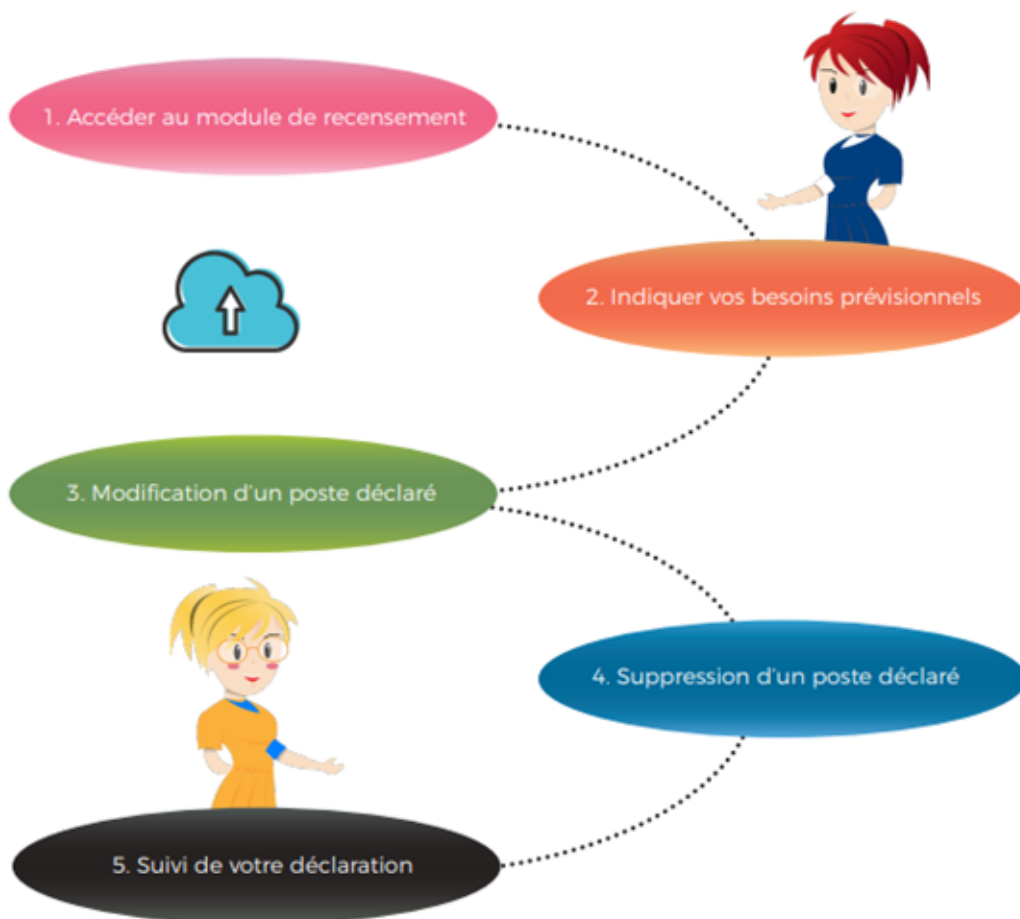 1. Accéder au module de recensement
2. Indiquer vos besoins prévisionnels
3. Modification d'un poste déclaré
4. Suppression d'un poste déclaré
5. Suivi de votre déclaration